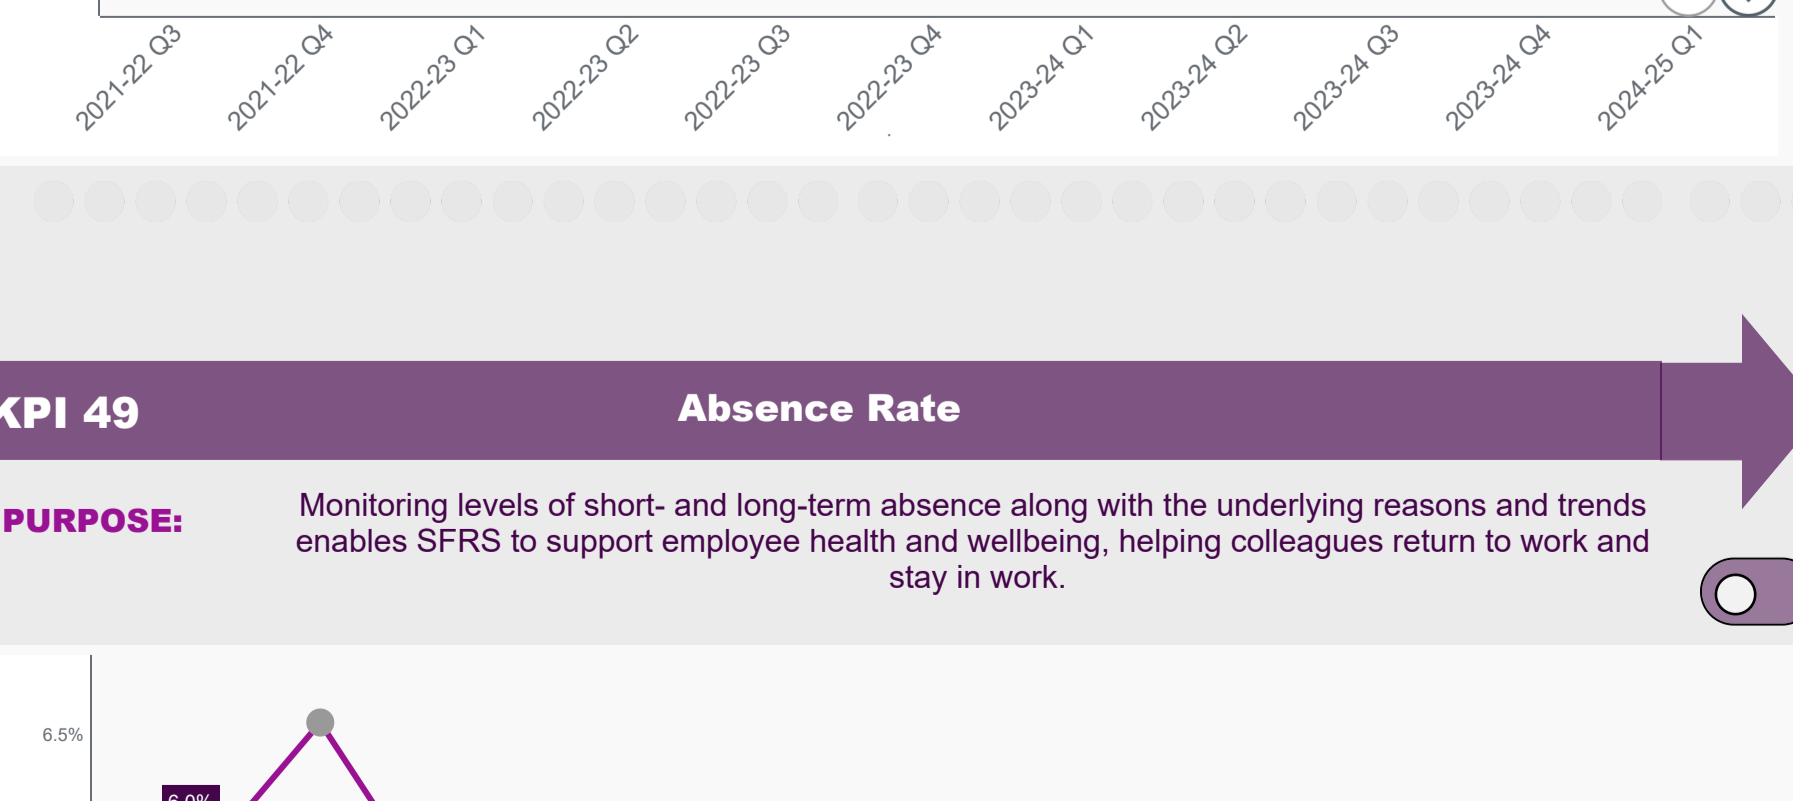 2021-22 Q3
2021-22 Q4
2022-23 Q1
2022-23 Q2
2022-23 Q3
2022-23 Q4
2023-24 Q1
2023-24 Q2
2023-24 Q3
2023-24 Q4
2024-25 Q1
KPI 49
Absence Rate
PURPOSE:
Monitoring levels of short- and long-term absence along with the underlying reasons and trends
enables SFRS to support employee health and wellbeing, helping colleagues return to work and
stay in work.
6.5%
6.0%